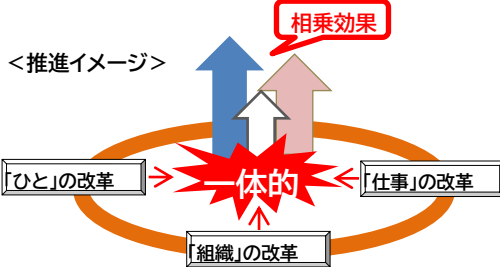 相乗効果
＜推進イメージ＞
一体的
「ひと」の改革
「仕事」の改革
「組織」の改革